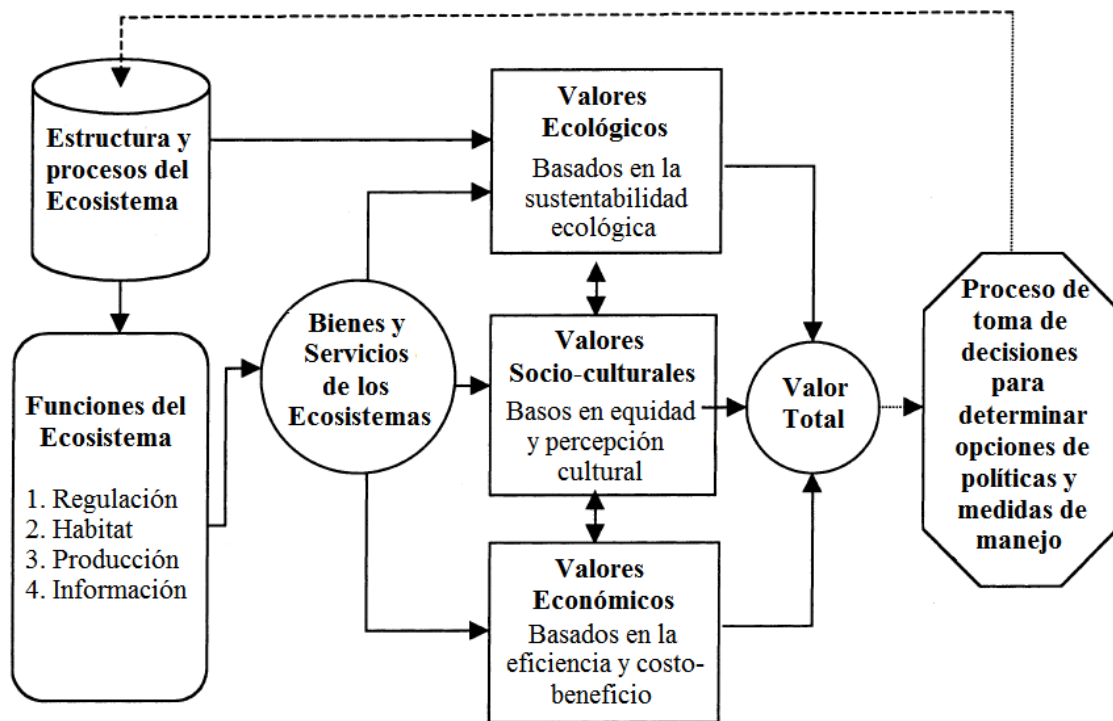 Estructura y
procesos del
Ecosistema
Funciones del
Ecosistema
1. Regulación
2. Habitat
3. Producción
4. Información
Bienes y
Servicios
de los
Ecosistemas
Valores
Ecológicos
Basados en la
sustentabilidad
ecológica
Valores
Socio-culturales
Basos en equidad
y percepción
cultural
Valores
Económicos
Basados en la
eficiencia y costo-
beneficio
Valor
Total
Proceso de
toma de
decisiones
para
determinar
opciones de
políticas y
medidas de
manejo